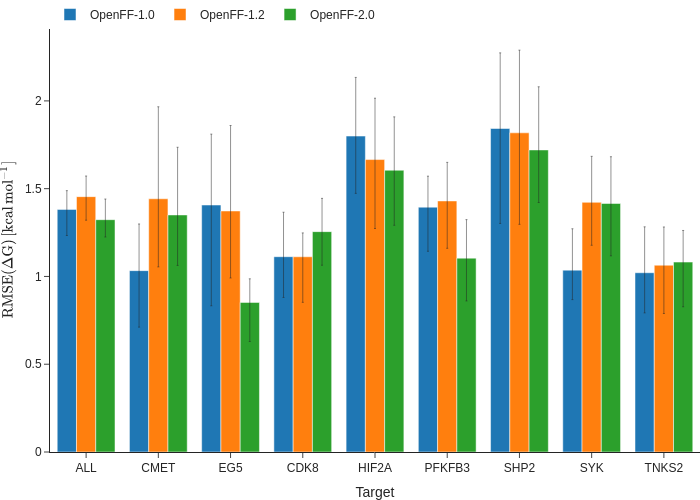 OpenFF-1.0 OpenFF-1.2 OpenFF-2.0
RMSE(ΔG) [kcal mol⁻¹]
2
1.5
1
0.5
0
ALL CMET EG5 CDK8 HIF2A PFKFB3 SHP2 SYK TNKS2
Target